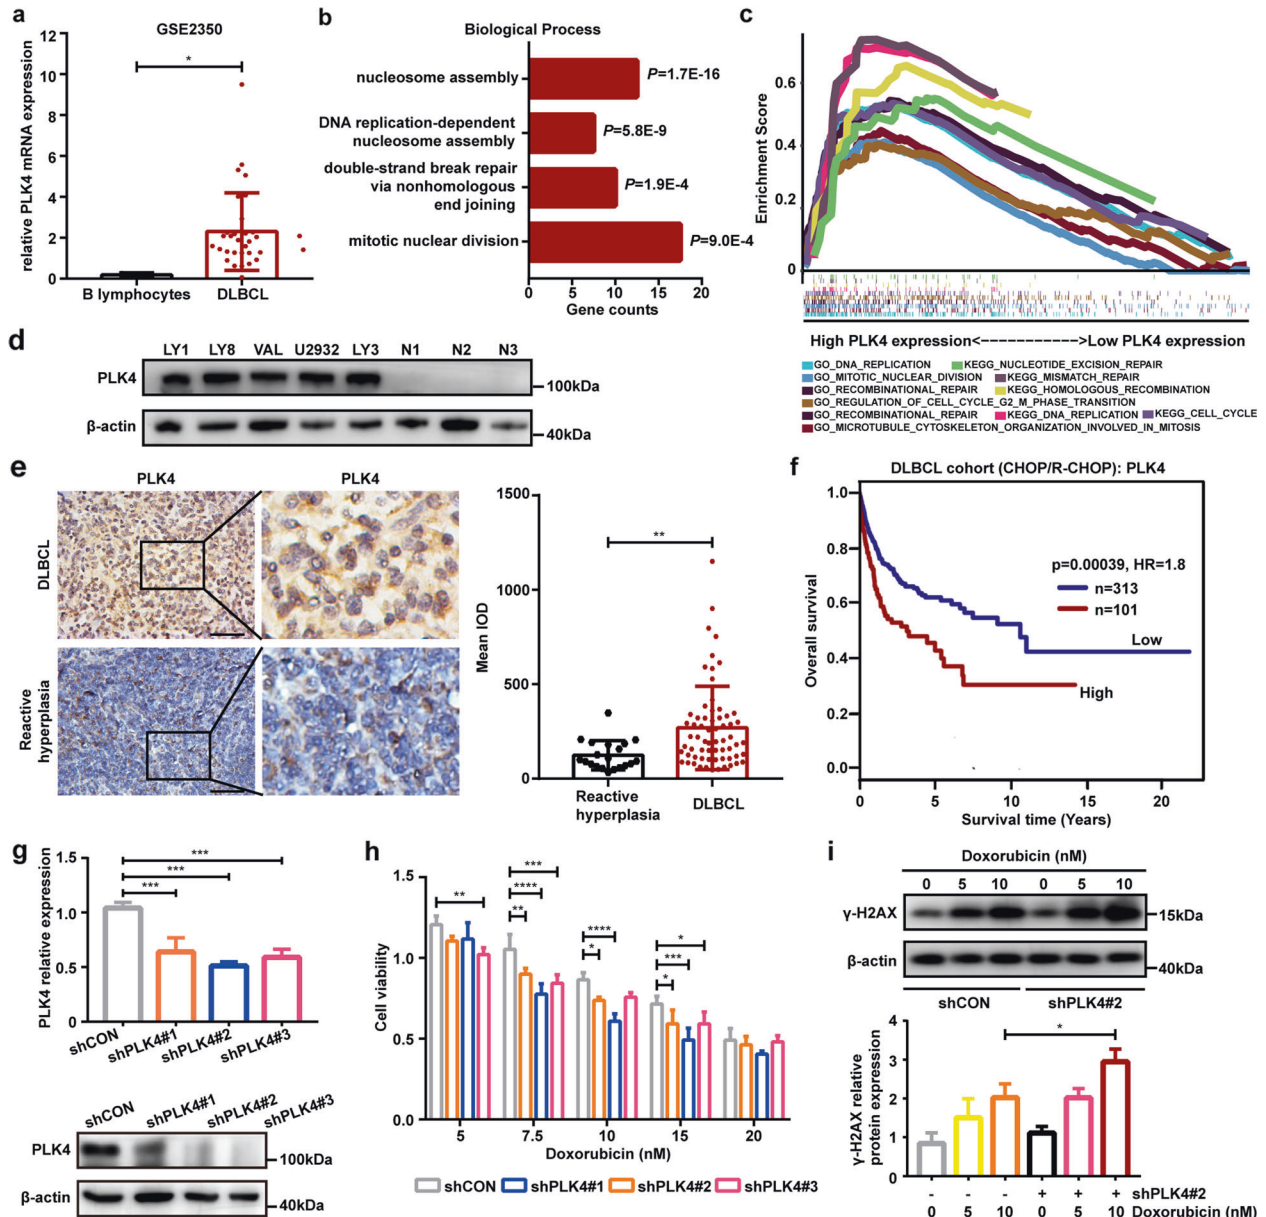 a
GSE2350
relative PLK4 mRNA expression
12
10
8
6
4
2
0
*
B lymphocytes
DLBCL
b
Biological Process
nucleosome assembly
P=1.7E-16
DNA replication-dependent
nucleosome assembly
P=5.8E-9
double-strand break repair
via nonhomologous
end joining
P=1.9E-4
mitotic nuclear division
P=9.0E-4
0 5 10 15 20
Gene counts
c
Enrichment Score
0.6
0.4
0.2
0
High PLK4 expression<------------>Low PLK4 expression
GO_DNA_REPLICATION KEGG_NUCLEOTIDE_EXCISION_REPAIR
GO_MITOTIC_NUCLEAR_DIVISION KEGG_MISMATCH_REPAIR
GO_RECOMBINATIONAL_REPAIR KEGG_HOMOLOGOUS_RECOMBINATION
GO_REGULATION_OF_CELL_CYCLE_G2_M_PHASE_TRANSITION
GO_RECOMBINATIONAL_REPAIR KEGG_DNA_REPLICATION KEGG_CELL_CYCLE
GO_MICROTUBULE_CYTOSKELETON_ORGANIZATION_INVOLVED_IN_MITOSIS
d
LY1 LY8 VAL U2932 LY3 N1 N2 N3
PLK4
100kDa
β-actin
40kDa
e
PLK4 PLK4
DLBCL
Reactive
hyperplasia
Mean IOD
1500
1000
500
0
**
Reactive
hyperplasia
DLBCL
f
DLBCL cohort (CHOP/R-CHOP): PLK4
Overall survival
1.0
0.8
0.6
0.4
0.2
0.0
p=0.00039, HR=1.8
n=313
n=101
Low
High
0 5 10 15 20
Survival time (Years)
g
PLK4 relative expression
1.5
1.0
0.5
0
***
***
***
shCON shPLK4#1 shPLK4#2 shPLK4#3
shCON shPLK4#1 shPLK4#2 shPLK4#3
PLK4
100kDa
β-actin
40kDa
h
Cell viability
1.5
1.0
0.5
0.0
**
***
****
**
****
*
*
***
*
5 7.5 10 15 20
Doxorubicin (nM)
shCON shPLK4#1 shPLK4#2 shPLK4#3
i
Doxorubicin (nM)
0 5 10 0 5 10
γ-H2AX
15kDa
β-actin
40kDa
shCON shPLK4#2
γ-H2AX relative
protein expression
4
3
2
1
0
*
- - - + + + shPLK4#2
0 5 10 0 5 10 Doxorubicin (nM)